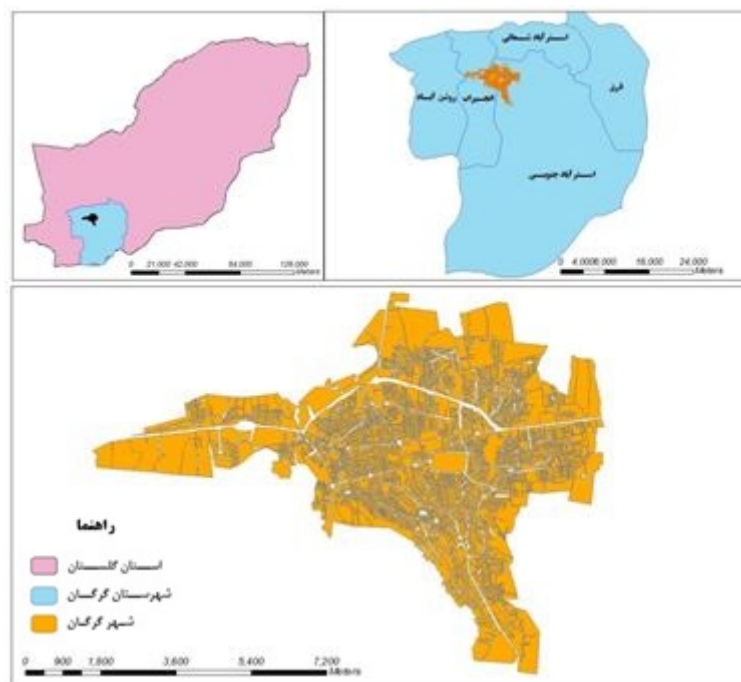 0 21,000 42,000 84,000 126,000
Meters
استرآباد شمالی
قرق
روشن آباد
انجیراب
استرآباد جنوبی
0 4,000 8,000 16,000 24,000
Meters
راهنما
استان گلستان
شهرستان گرگان
شهر گرگان
0 900 1,800 3,600 5,400 7,200
Meters